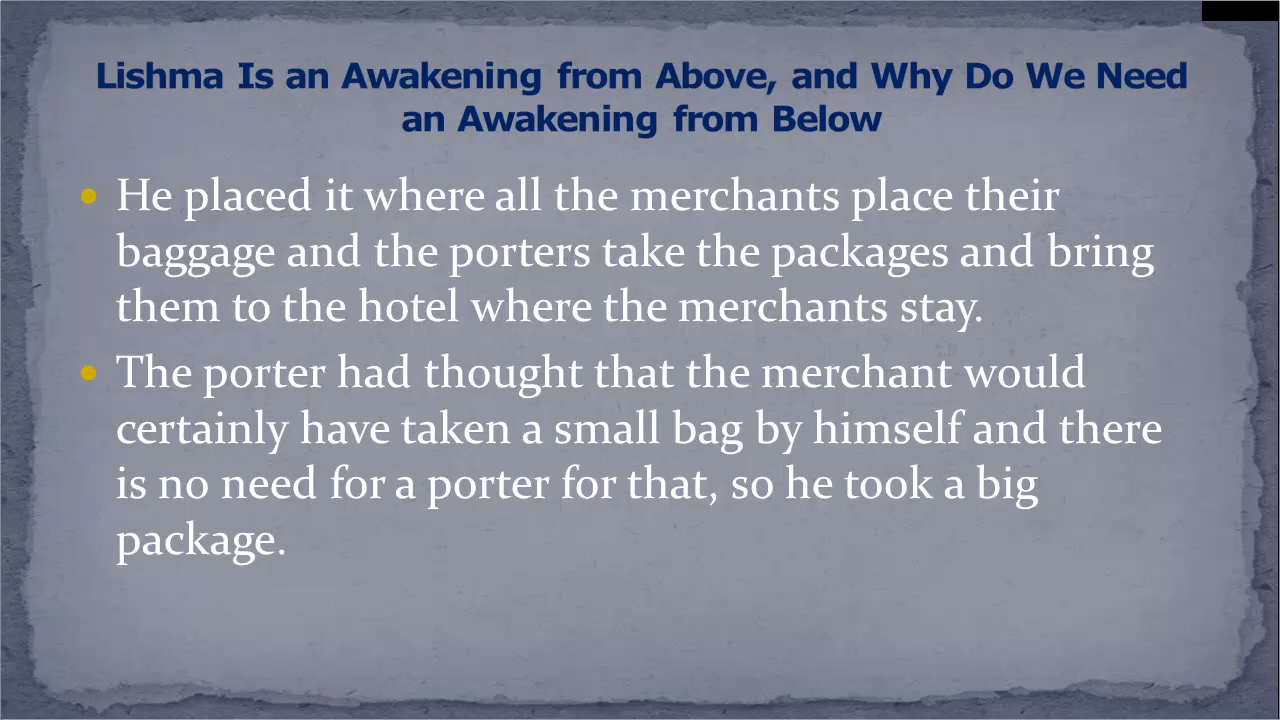 Lishma Is an Awakening from Above, and Why Do We Need
an Awakening from Below
• He placed it where all the merchants place their
baggage and the porters take the packages and bring
them to the hotel where the merchants stay.
• The porter had thought that the merchant would
certainly have taken a small bag by himself and there
is no need for a porter for that, so he took a big
package.